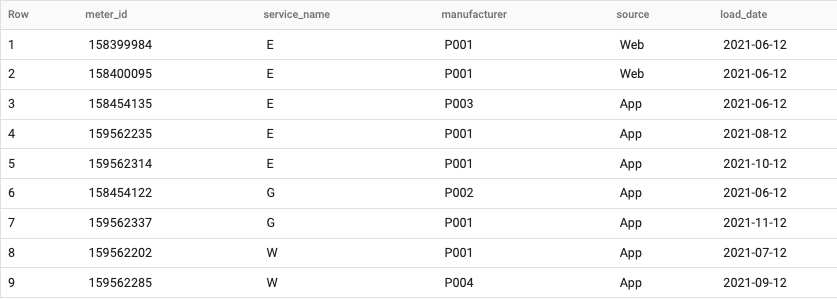 Row meter_id service_name manufacturer source load_date
1 158399984 E P001 Web 2021-06-12
2 158400095 E P001 Web 2021-06-12
3 158454135 E P003 App 2021-06-12
4 159562235 E P001 App 2021-08-12
5 159562314 E P001 App 2021-10-12
6 158454122 G P002 App 2021-06-12
7 159562337 G P001 App 2021-11-12
8 159562202 W P001 App 2021-07-12
9 159562285 W P004 App 2021-09-12